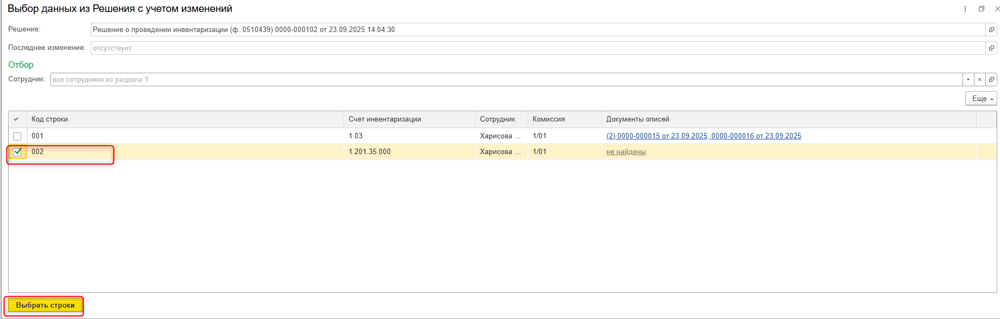 Выбор данных из Решения с учетом изменений
Решение: Решение о проведении инвентаризации (ф. 0510439) 0000-000102 от 23.09.2025 14:04:30
Последнее изменение: отсутствует
Отбор
Сотрудник: все сотрудники из раздела 1
Еще
Код строки Счет инвентаризации Сотрудник Комиссия Документы описей
001 1.03 Харисова ... 1/01 (2) 0000-000015 от 23.09.2025, 0000-000016 от 23.09.2025
002 1.201.35.000 Харисова ... 1/01 не найдены
Выбрать строки